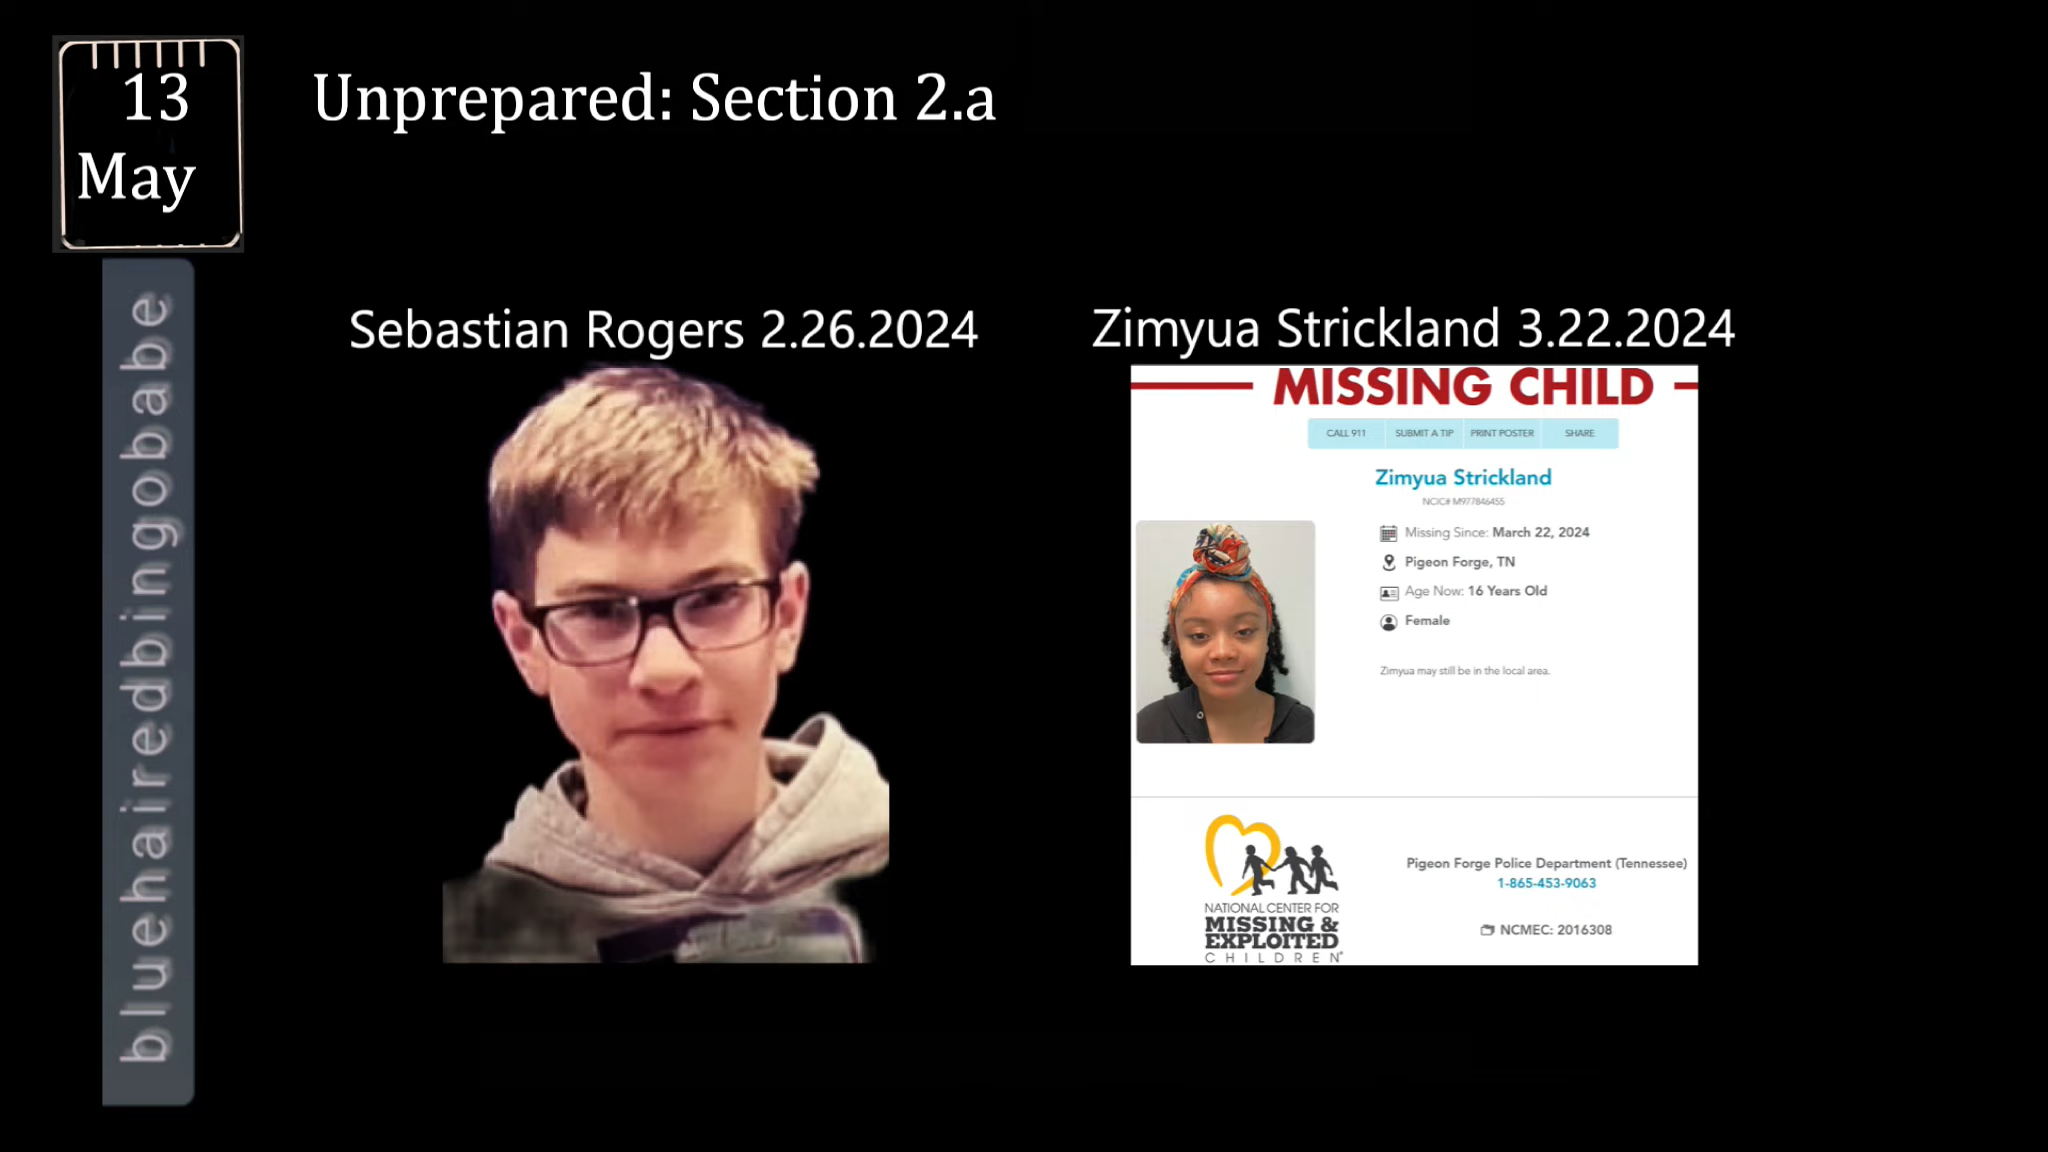 13
May
Unprepared: Section 2.a
bluehairedbingobabe
Sebastian Rogers 2.26.2024
Zimyua Strickland 3.22.2024
MISSING CHILD
CALL 911 SUBMIT A TIP PRINT POSTER SHARE
Zimyua Strickland
NCIC# M977846455
Missing Since: March 22, 2024
Pigeon Forge, TN
Age Now: 16 Years Old
Female
Zimyua may still be in the local area.
NATIONAL CENTER FOR
MISSING &
EXPLOITED
CHILDREN
Pigeon Forge Police Department (Tennessee)
1-865-453-9063
NCMEC: 2016308